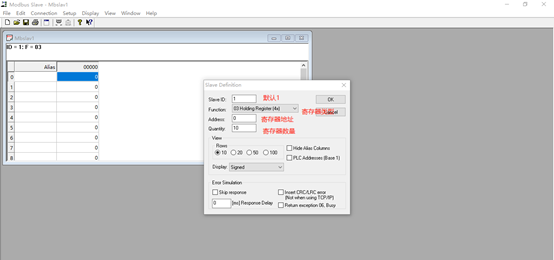 Modbus Slave - Mbslav1
File Edit Connection Setup Display View Window Help
Mbslav1
ID = 1: F = 03
Alias 00000
0 0
1 0
2 0
3 0
4 0
5 0
6 0
7 0
8 0
Slave Definition
Slave ID: 1 默认1 OK
Function: 03 Holding Register (4x) Cancel
Address: 0 寄存器地址
Quantity: 10 寄存器数量
View
Rows
10 20 50 100
Hide Alias Columns
PLC Addresses (Base 1)
Display: Signed
Error Simulation
Skip response
0 [ms] Response Delay
Insert CRC/LRC error
(Not when using TCP/IP)
Return exception 06, Busy